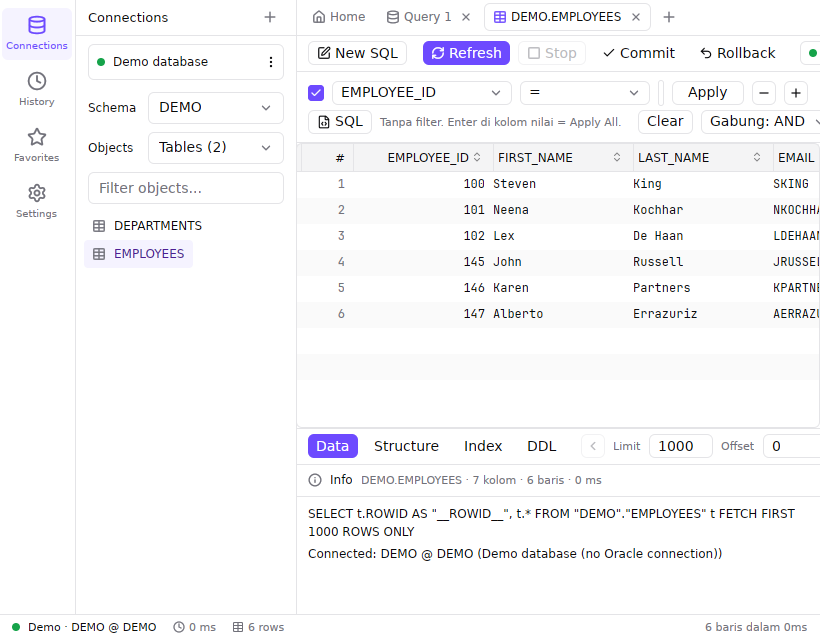 Connections
History
Favorites
Settings
Connections
Demo database
Schema DEMO
Objects Tables (2)
Filter objects...
DEPARTMENTS
EMPLOYEES
Home Query 1 DEMO.EMPLOYEES
New SQL Refresh Stop Commit Rollback
EMPLOYEE_ID = Apply
SQL Tanpa filter. Enter di kolom nilai = Apply All. Clear Gabung: AND
# EMPLOYEE_ID FIRST_NAME LAST_NAME EMAIL
1 100 Steven King SKING
2 101 Neena Kochhar NKOCHHA
3 102 Lex De Haan LDEHAAN
4 145 John Russell JRUSSEL
5 146 Karen Partners KPARTNE
6 147 Alberto Errazuriz AERRAZU
Data Structure Index DDL Limit 1000 Offset 0
Info DEMO.EMPLOYEES · 7 kolom · 6 baris · 0 ms
SELECT t.ROWID AS "__ROWID__", t.* FROM "DEMO"."EMPLOYEES" t FETCH FIRST
1000 ROWS ONLY
Connected: DEMO @ DEMO (Demo database (no Oracle connection))
Demo · DEMO @ DEMO 0 ms 6 rows 6 baris dalam 0ms